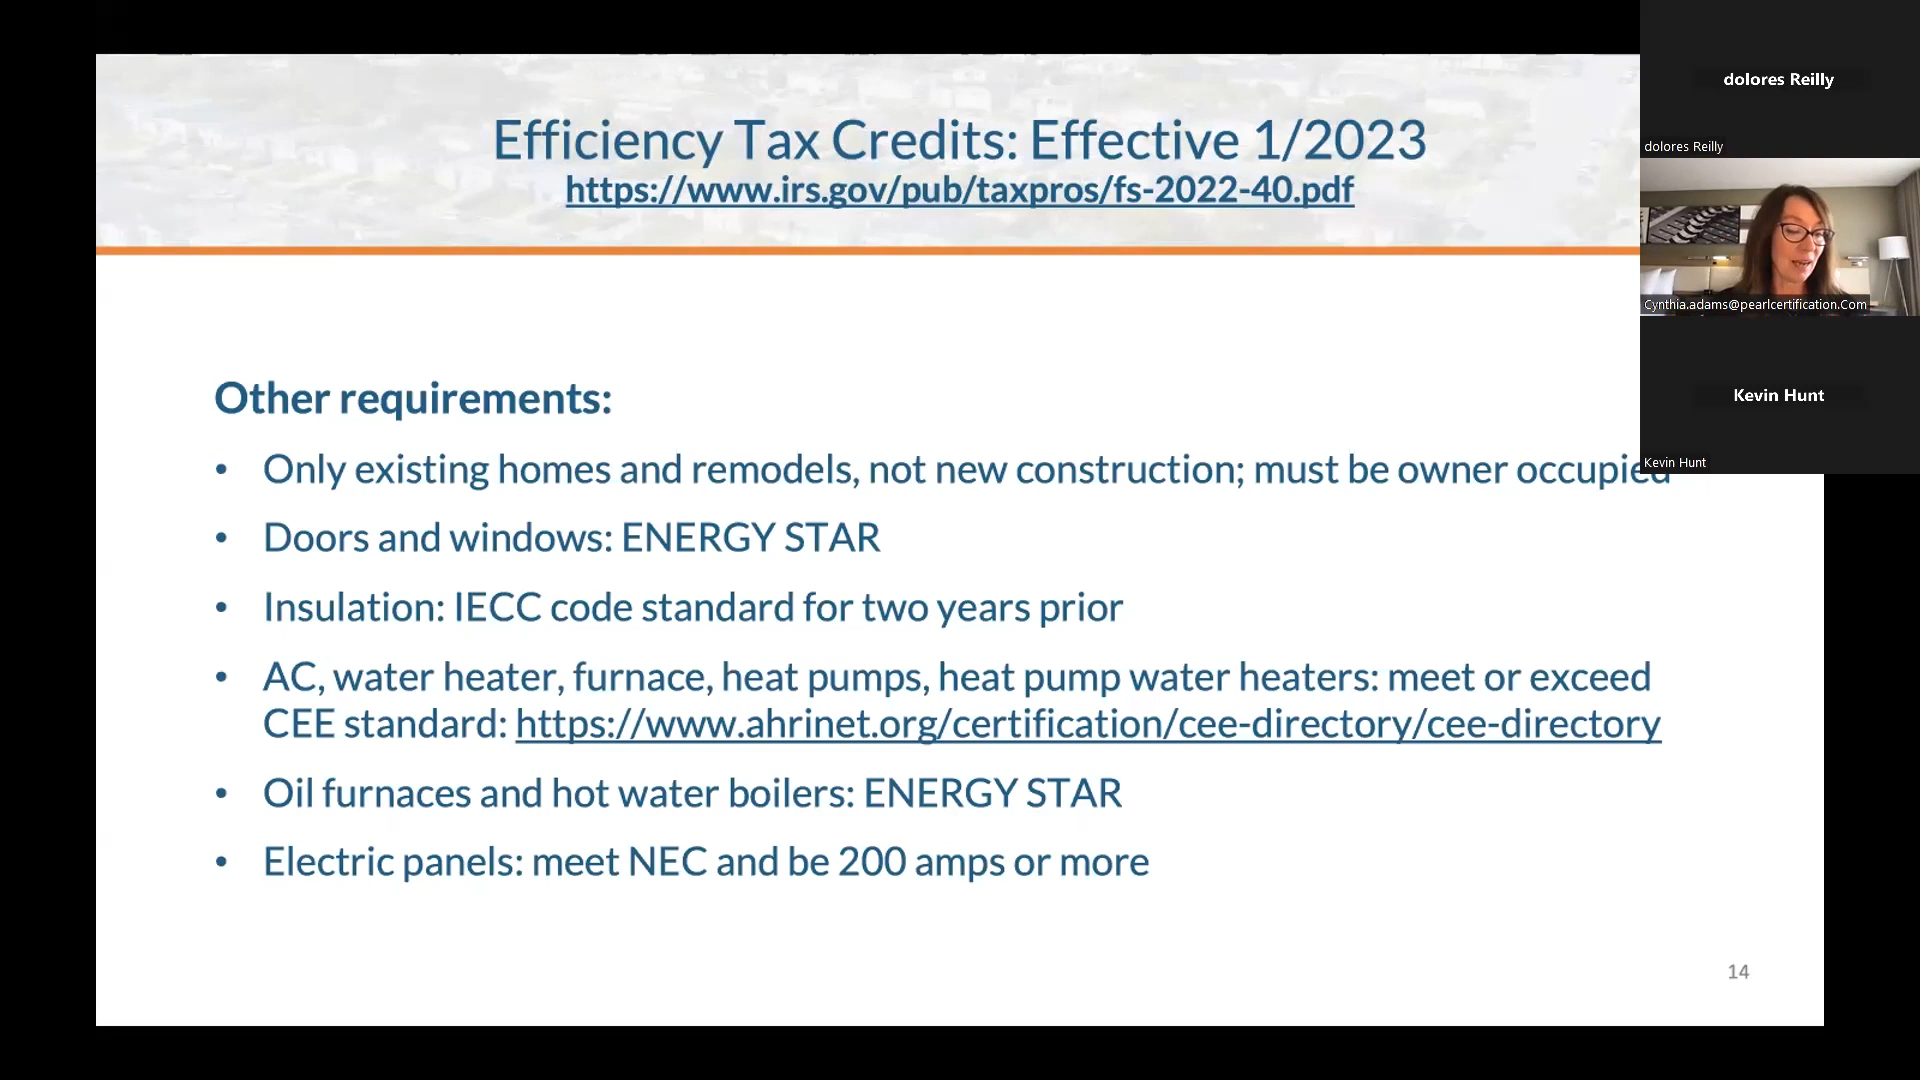 Efficiency Tax Credits: Effective 1/2023
https://www.irs.gov/pub/taxpros/fs-2022-40.pdf
Other requirements:
• Only existing homes and remodels, not new construction; must be owner occupied
• Doors and windows: ENERGY STAR
• Insulation: IECC code standard for two years prior
• AC, water heater, furnace, heat pumps, heat pump water heaters: meet or exceed
CEE standard: https://www.ahrinet.org/certification/cee-directory/cee-directory
• Oil furnaces and hot water boilers: ENERGY STAR
• Electric panels: meet NEC and be 200 amps or more
14
dolores Reilly
dolores Reilly
Cynthia.adams@pearlcertification.Com
Kevin Hunt
Kevin Hunt